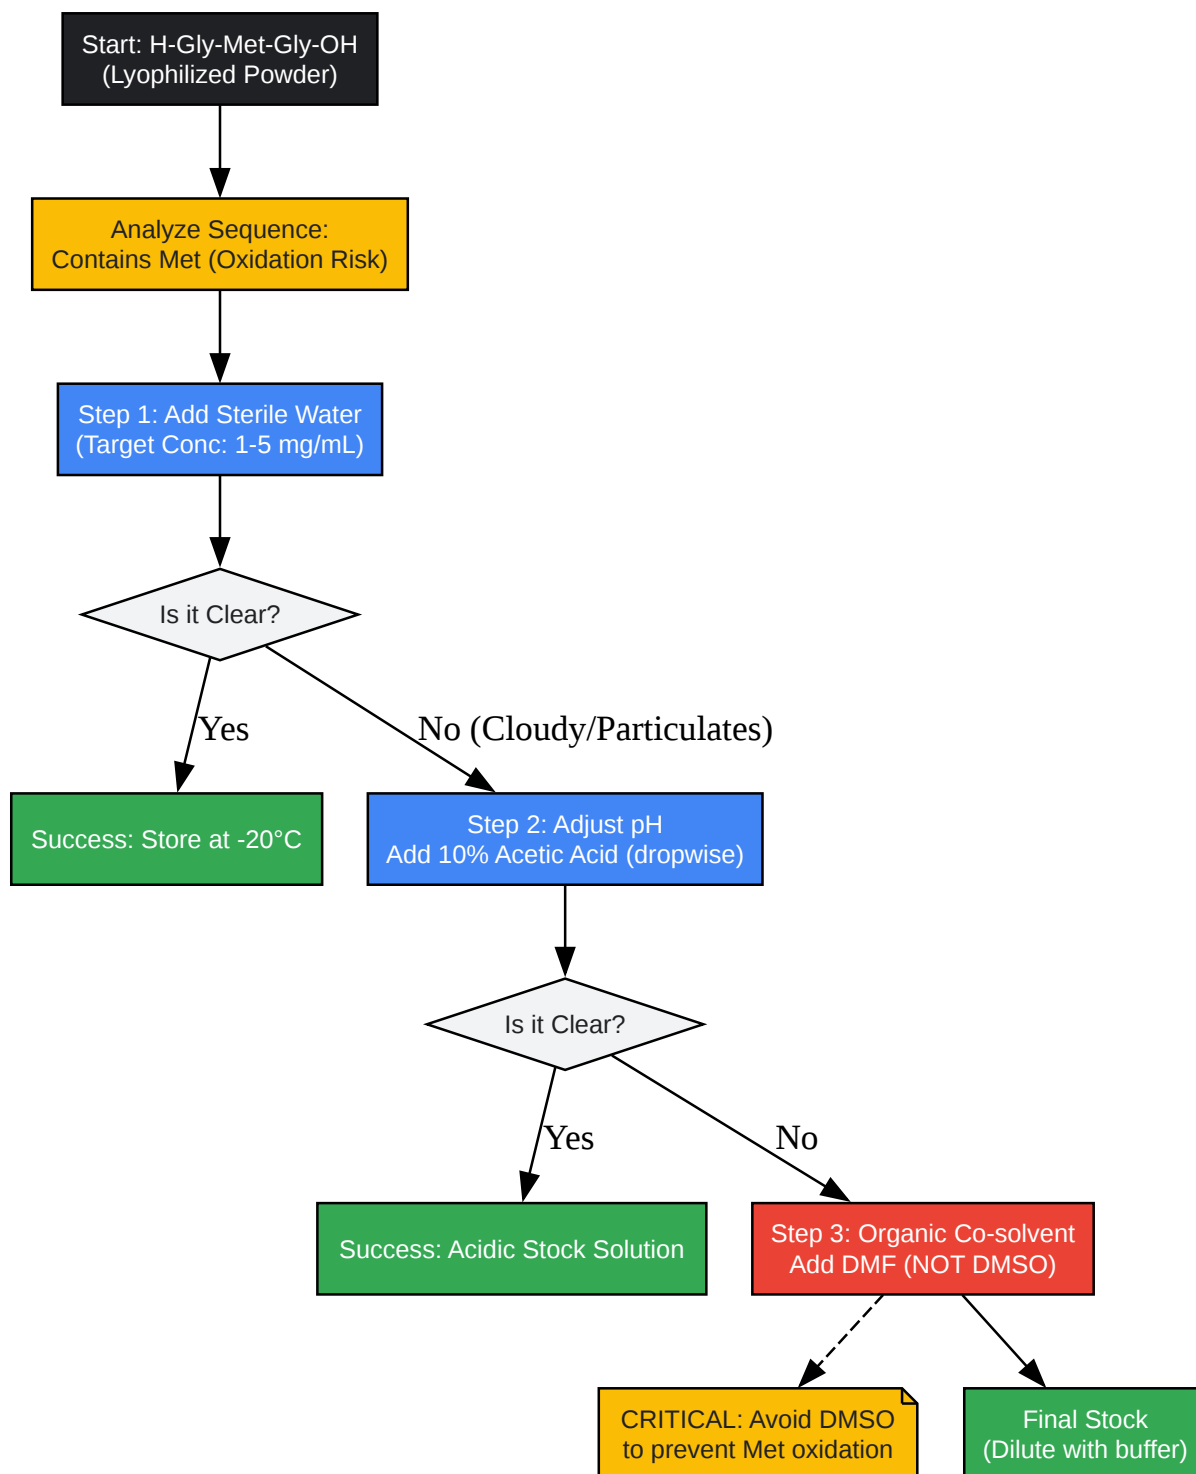 Start: H-Gly-Met-Gly-OH
(Lyophilized Powder)
Analyze Sequence:
Contains Met (Oxidation Risk)
Step 1: Add Sterile Water
(Target Conc: 1-5 mg/mL)
Is it Clear?
Yes
No (Cloudy/Particulates)
Success: Store at -20°C
Step 2: Adjust pH
Add 10% Acetic Acid (dropwise)
Is it Clear?
Yes
No
Success: Acidic Stock Solution
Step 3: Organic Co-solvent
Add DMF (NOT DMSO)
CRITICAL: Avoid DMSO
to prevent Met oxidation
Final Stock
(Dilute with buffer)